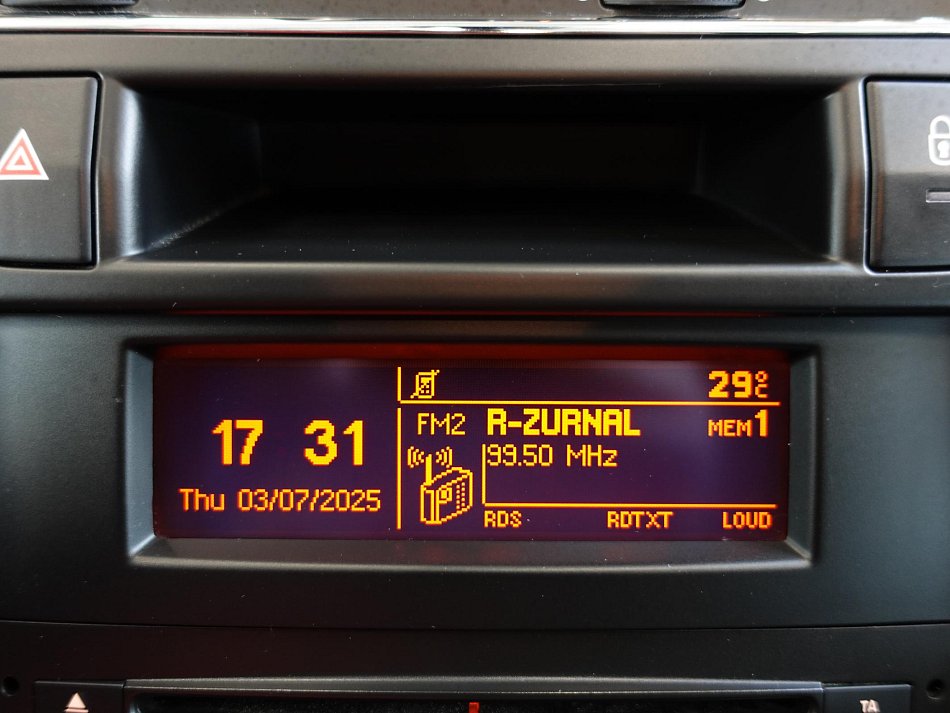 29°C
17 31
FM2 R-ZURNAL MEM1
99.50 MHz
Thu 03/07/2025
RDS RDTXT LOUD
TA